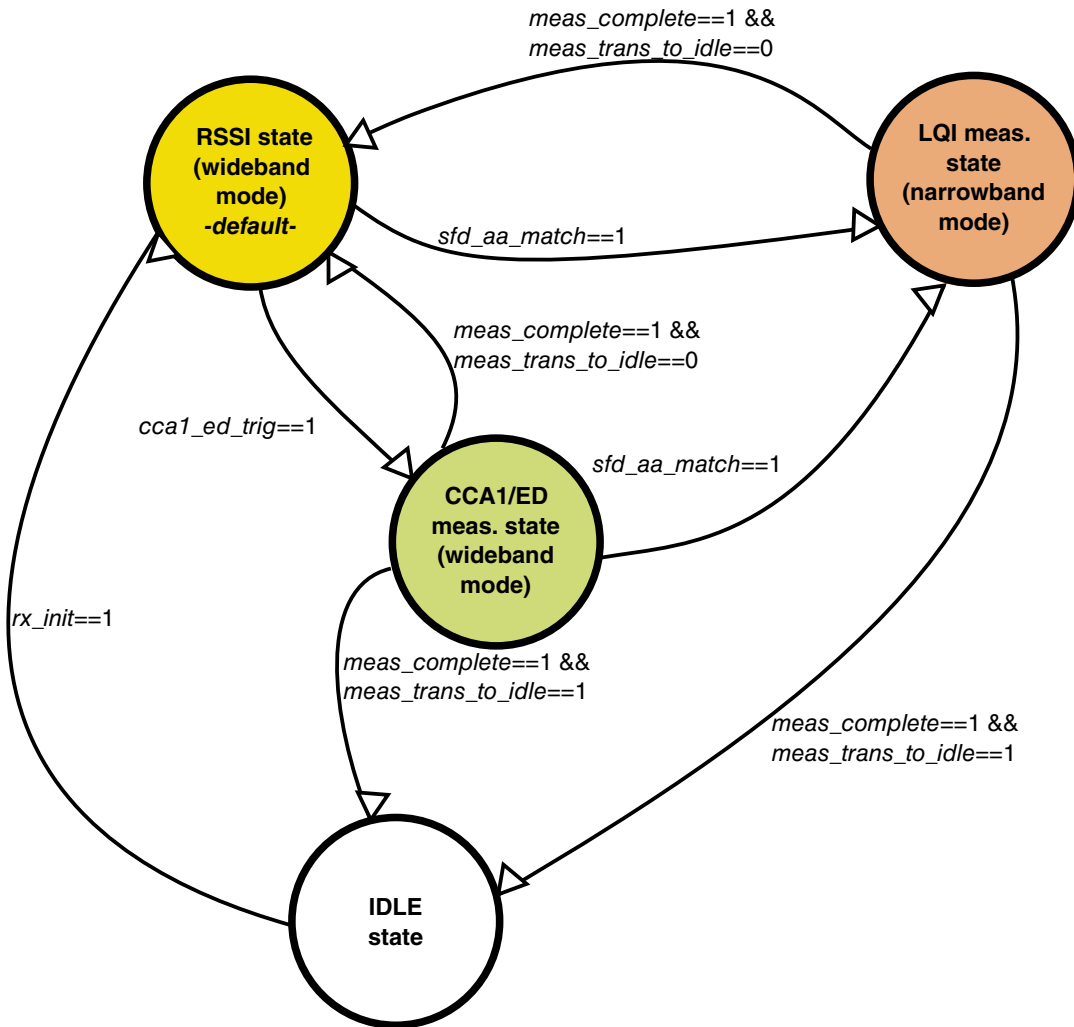 meas_complete==1 &&
meas_trans_to_idle==0
RSSI state
(wideband
mode)
-default-
LQI meas.
state
(narrowband
mode)
sfd_aa_match==1
meas_complete==1 &&
meas_trans_to_idle==0
cca1_ed_trig==1
sfd_aa_match==1
CCA1/ED
meas. state
(wideband
mode)
rx_init==1
meas_complete==1 &&
meas_trans_to_idle==1
meas_complete==1 &&
meas_trans_to_idle==1
IDLE
state